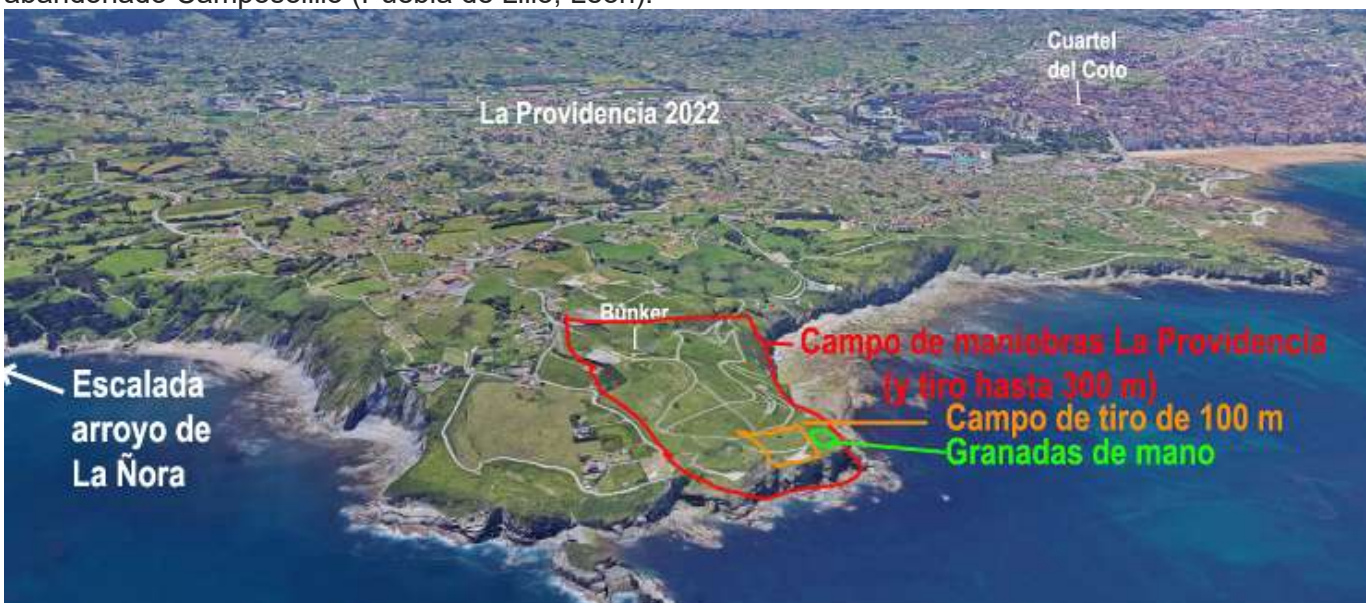 abandonado Camposolillo (Puebla de Lillo, León).
Cuartel
del Coto
La Providencia 2022
Búnker
Campo de maniobras La Providencia
(y tiro hasta 300 m)
Campo de tiro de 100 m
Granadas de mano
Escalada
arroyo de
La Ñora